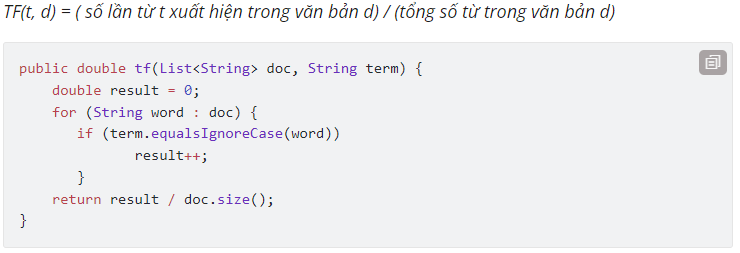 TF(t, d) = ( số lần từ t xuất hiện trong văn bản d) / (tổng số từ trong văn bản d)
public double tf(List<String> doc, String term) {
    double result = 0;
    for (String word : doc) {
       if (term.equalsIgnoreCase(word))
              result++;
       }
    return result / doc.size();
}